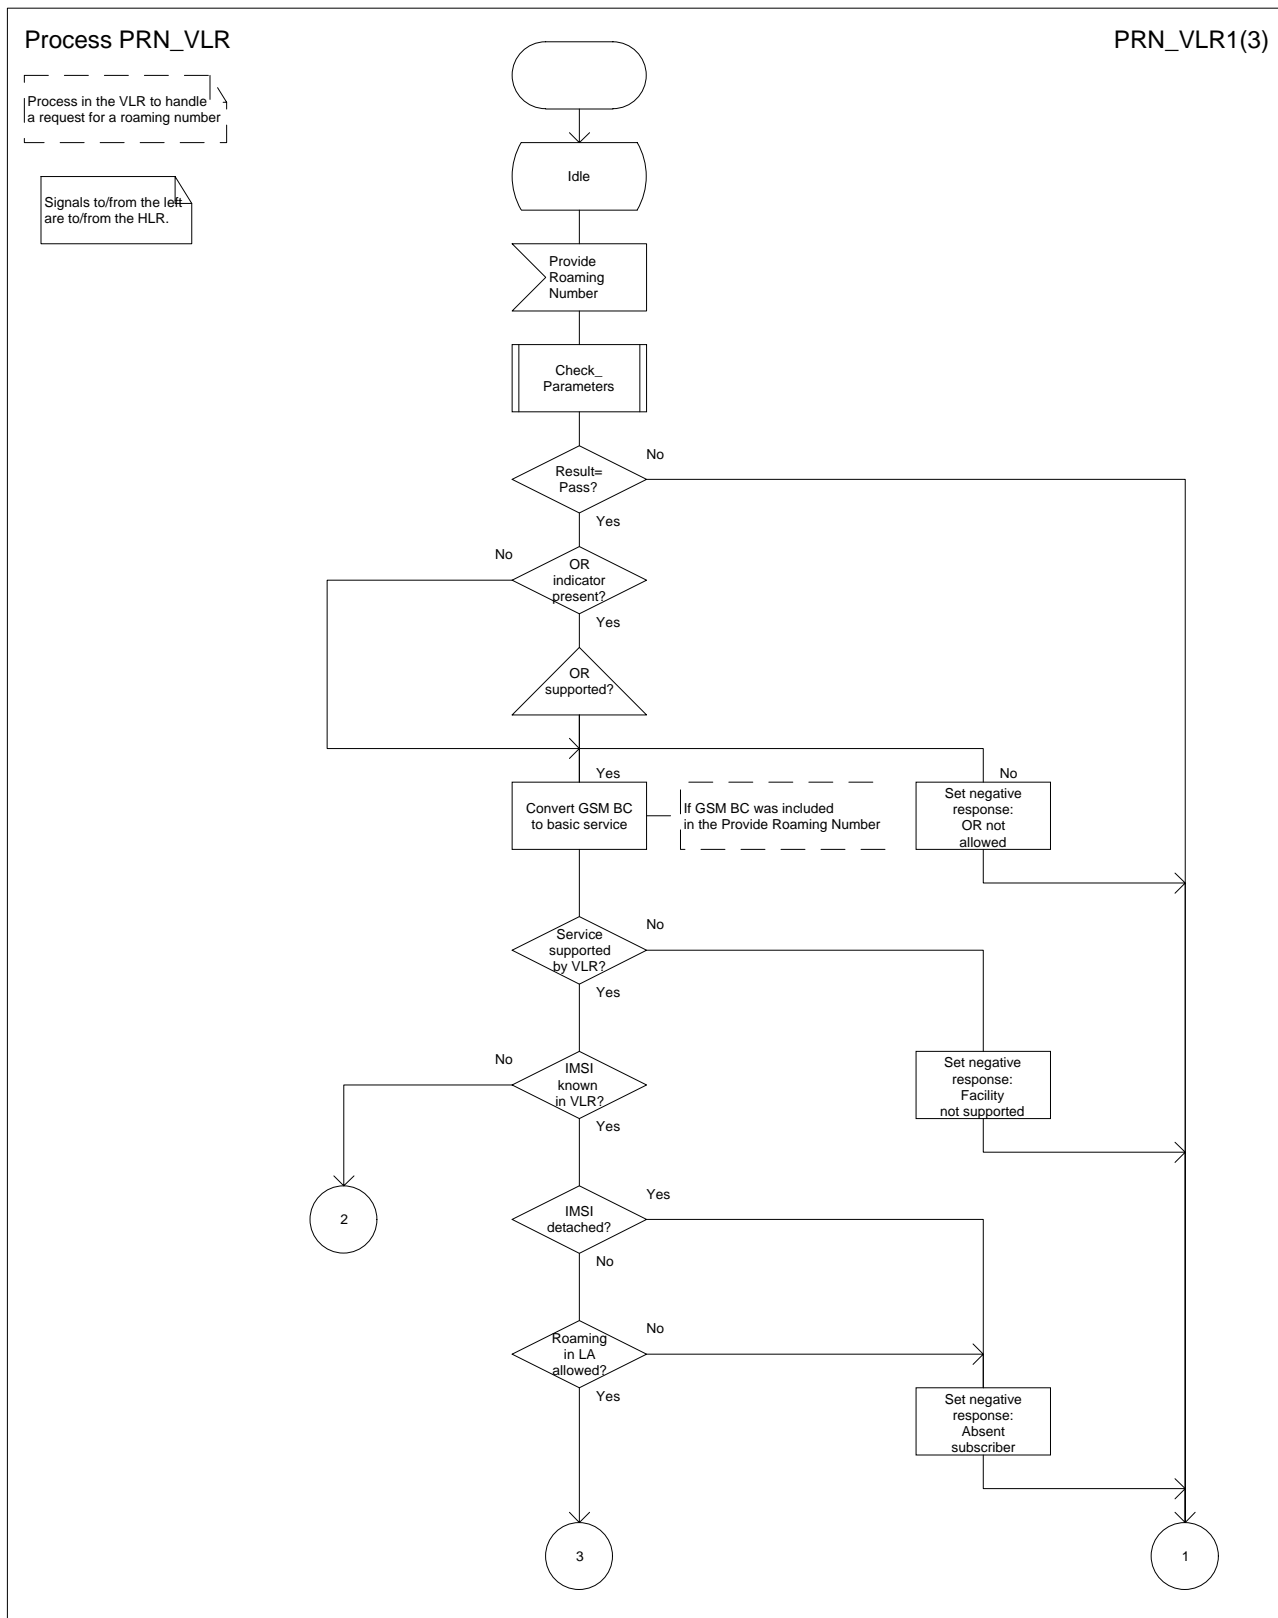 Process PRN_VLR
PRN_VLR1(3)
Process in the VLR to handle
a request for a roaming number
Signals to/from the left
are to/from the HLR.
Idle
Provide
Roaming
Number
Check_
Parameters
Result=
Pass?
No
Yes
OR
indicator
present?
No
Yes
OR
supported?
Yes
No
Convert GSM BC
to basic service
If GSM BC was included
in the Provide Roaming Number
Set negative
response:
OR not
allowed
Service
supported
by VLR?
No
Yes
IMSI
known
in VLR?
No
Yes
Set negative
response:
Facility
not supported
2
IMSI
detached?
Yes
No
Roaming
in LA
allowed?
No
Yes
Set negative
response:
Absent
subscriber
3
1